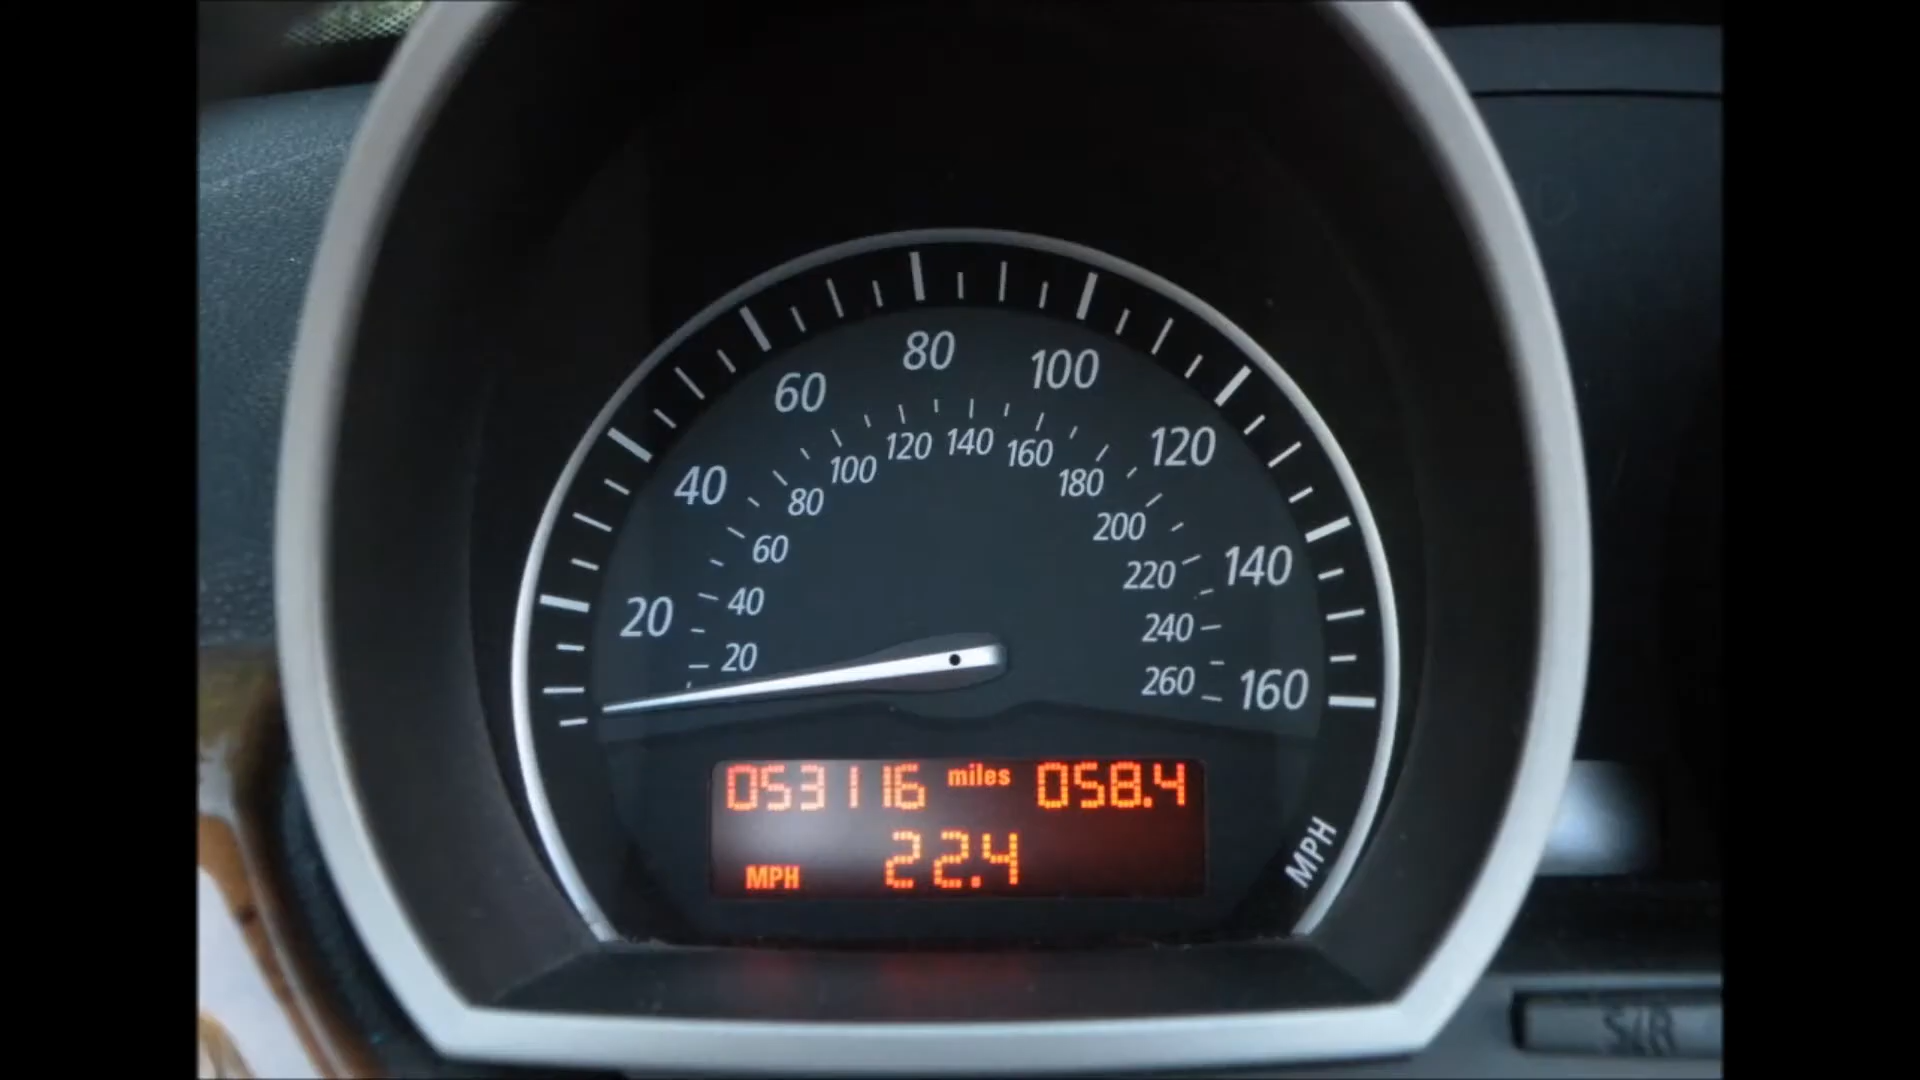 80
60 100
120 140
100 160
40 120
80 180
60 200
20 40 220 140
20 240
260 160
053116 miles 058.4
MPH 22.4
MPH